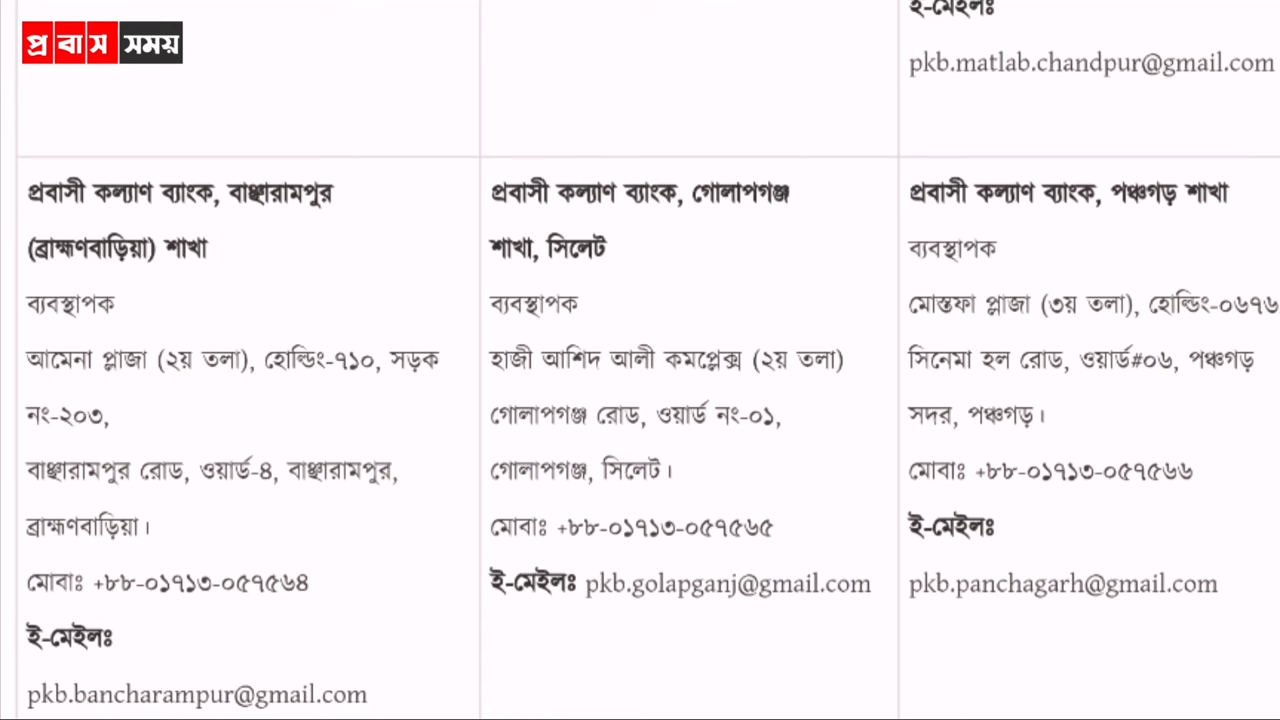 প্রবাস সময়
ই-মেইলঃ
pkb.matlab.chandpur@gmail.com
প্রবাসী কল্যাণ ব্যাংক, বাঞ্ছারামপুর
(ব্রাহ্মণবাড়িয়া) শাখা
ব্যবস্থাপক
আমেনা প্লাজা (২য় তলা), হোল্ডিং-৭১০, সড়ক
নং-২০৩,
বাঞ্ছারামপুর রোড, ওয়ার্ড-৪, বাঞ্ছারামপুর,
ব্রাহ্মণবাড়িয়া।
মোবাঃ +৮৮-০১৭১৩-০৫৭৫৬৪
ই-মেইলঃ
pkb.bancharampur@gmail.com
প্রবাসী কল্যাণ ব্যাংক, গোলাপগঞ্জ
শাখা, সিলেট
ব্যবস্থাপক
হাজী আশিদ আলী কমপ্লেক্স (২য় তলা)
গোলাপগঞ্জ রোড, ওয়ার্ড নং-০১,
গোলাপগঞ্জ, সিলেট।
মোবাঃ +৮৮-০১৭১৩-০৫৭৫৬৫
ই-মেইলঃ pkb.golapganj@gmail.com
প্রবাসী কল্যাণ ব্যাংক, পঞ্চগড় শাখা
ব্যবস্থাপক
মোস্তফা প্লাজা (৩য় তলা), হোল্ডিং-০৬৭৬
সিনেমা হল রোড, ওয়ার্ড#০৬, পঞ্চগড়
সদর, পঞ্চগড়।
মোবাঃ +৮৮-০১৭১৩-০৫৭৫৬৬
ই-মেইলঃ
pkb.panchagarh@gmail.com